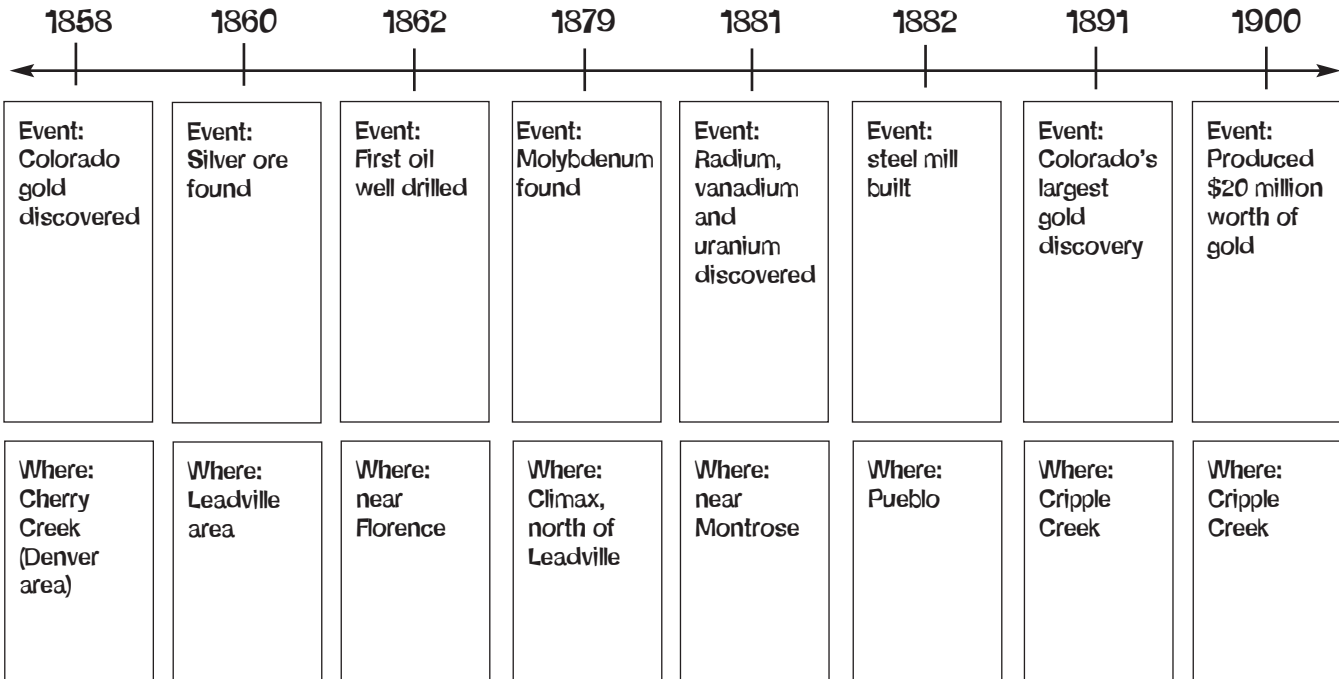 1858
1860
1862
1879
1881
1882
1891
1900
Event:
Colorado
gold
discovered
Event:
Silver ore
found
Event:
First oil
well drilled
Event:
Molybdenum
found
Event:
Radium,
vanadium
and
uranium
discovered
Event:
steel mill
built
Event:
Colorado's
largest
gold
discovery
Event:
Produced
$20 million
worth of
gold
Where:
Cherry
Creek
(Denver
area)
Where:
Leadville
area
Where:
near
Florence
Where:
Climax,
north of
Leadville
Where:
near
Montrose
Where:
Pueblo
Where:
Cripple
Creek
Where:
Cripple
Creek